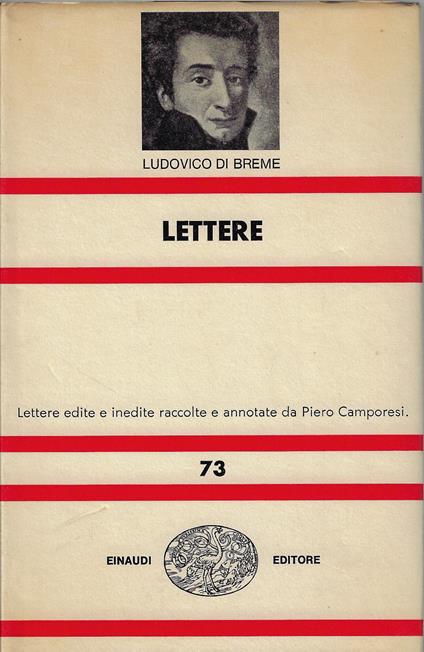 LUDOVICO DI BREME
LETTERE
Lettere edite e inedite raccolte e annotate da Piero Camporesi.
73
EINAUDI EDITORE